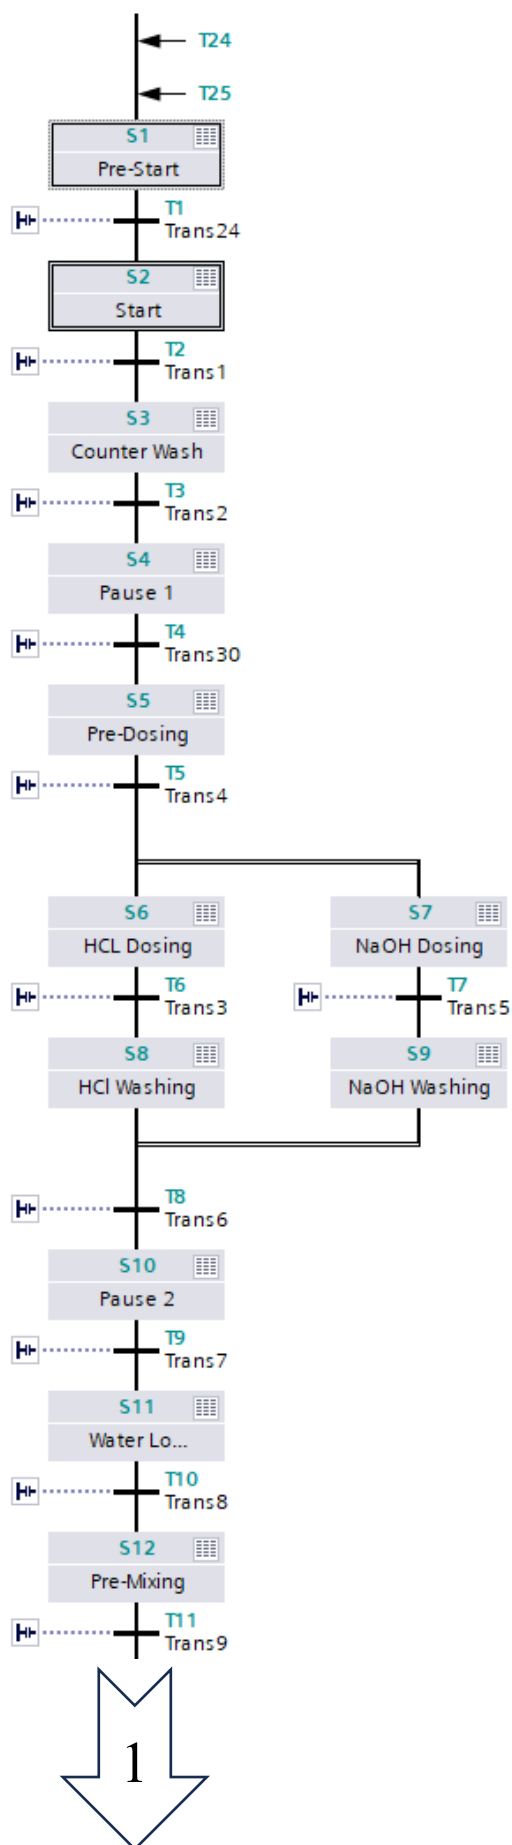 T24
T25
S1
Pre-Start
T1
Trans24
S2
Start
T2
Trans1
S3
Counter Wash
T3
Trans2
S4
Pause 1
T4
Trans30
S5
Pre-Dosing
T5
Trans4
S6 S7
HCL Dosing NaOH Dosing
T6 T7
Trans3 Trans5
S8 S9
HCl Washing NaOH Washing
T8
Trans6
S10
Pause 2
T9
Trans7
S11
Water Lo...
T10
Trans8
S12
Pre-Mixing
T11
Trans9
1